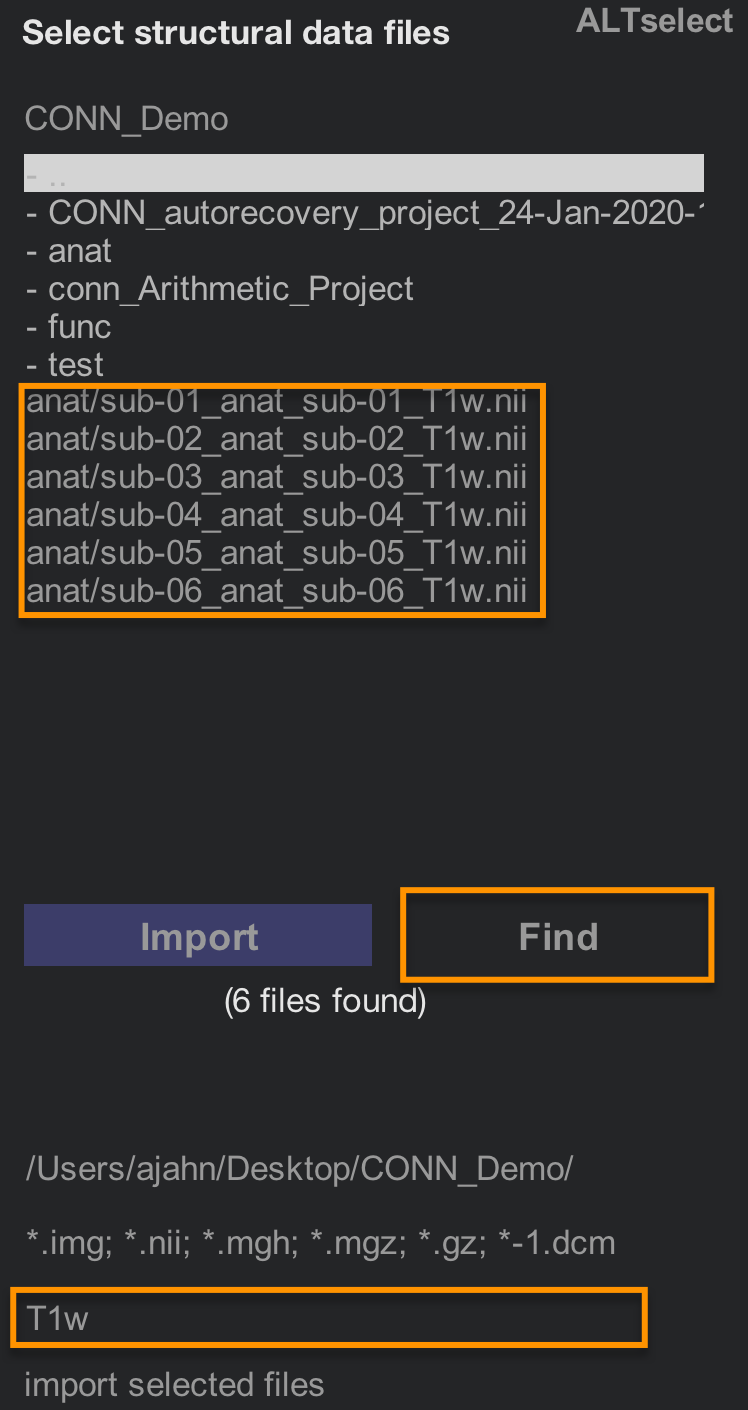 Select structural data files
ALTselect
CONN_Demo
- ..
- CONN_autorecovery_project_24-Jan-2020-
- anat
- conn_Arithmetic_Project
- func
- test
anat/sub-01_anat_sub-01_T1w.nii
anat/sub-02_anat_sub-02_T1w.nii
anat/sub-03_anat_sub-03_T1w.nii
anat/sub-04_anat_sub-04_T1w.nii
anat/sub-05_anat_sub-05_T1w.nii
anat/sub-06_anat_sub-06_T1w.nii
Import
Find
(6 files found)
/Users/ajahn/Desktop/CONN_Demo/
*.img; *.nii; *.mgh; *.mgz; *.gz; *-1.dcm
T1w
import selected files